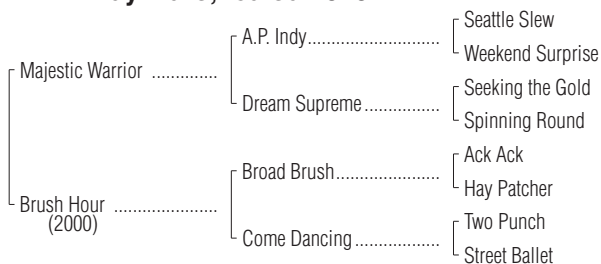 Seattle Slew
A.P. Indy
Weekend Surprise
Majestic Warrior
Seeking the Gold
Dream Supreme
Spinning Round
Ack Ack
Broad Brush
Hay Patcher
Brush Hour
(2000)
Two Punch
Come Dancing
Street Ballet